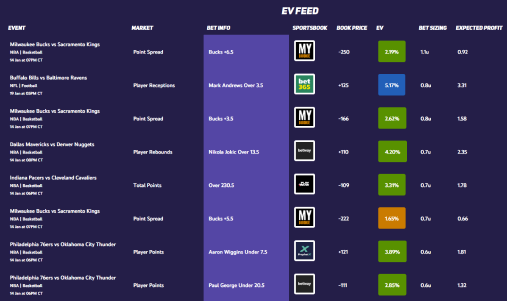 EV FEED
EVENT MARKET BET INFO SPORTSBOOK BOOK PRICE EV BET SIZING EXPECTED PROFIT
Milwaukee Bucks vs Sacramento Kings
NBA | Basketball
14 Jan at 07PM CT
Point Spread Bucks +6.5 MY -250 2.19% 1.1u 0.92
Buffalo Bills vs Baltimore Ravens
NFL | Football
19 Jan at 05PM CT
Player Receptions Mark Andrews Over 3.5 bet365 +125 5.17% 0.8u 3.31
Milwaukee Bucks vs Sacramento Kings
NBA | Basketball
14 Jan at 07PM CT
Point Spread Bucks +3.5 MY -166 2.62% 0.8u 1.58
Dallas Mavericks vs Denver Nuggets
NBA | Basketball
14 Jan at 08PM CT
Player Rebounds Nikola Jokic Over 13.5 betway +110 4.20% 0.7u 2.35
Indiana Pacers vs Cleveland Cavaliers
NBA | Basketball
14 Jan at 06PM CT
Total Points Over 230.5 -109 3.31% 0.7u 1.78
Milwaukee Bucks vs Sacramento Kings
NBA | Basketball
14 Jan at 07PM CT
Point Spread Bucks +5.5 MY -222 1.65% 0.7u 0.66
Philadelphia 76ers vs Oklahoma City Thunder
NBA | Basketball
14 Jan at 06PM CT
Player Points Aaron Wiggins Under 7.5 +121 3.89% 0.6u 1.81
Philadelphia 76ers vs Oklahoma City Thunder
NBA | Basketball
14 Jan at 06PM CT
Player Points Paul George Under 20.5 betway -111 2.85% 0.6u 1.32